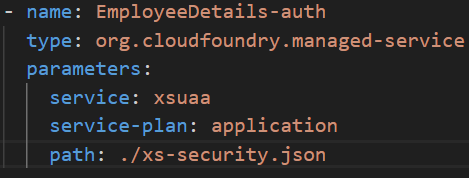 - name: EmployeeDetails-auth
type: org.cloudfoundry.managed-service
parameters:
service: xsuaa
service-plan: application
path: ./xs-security.json